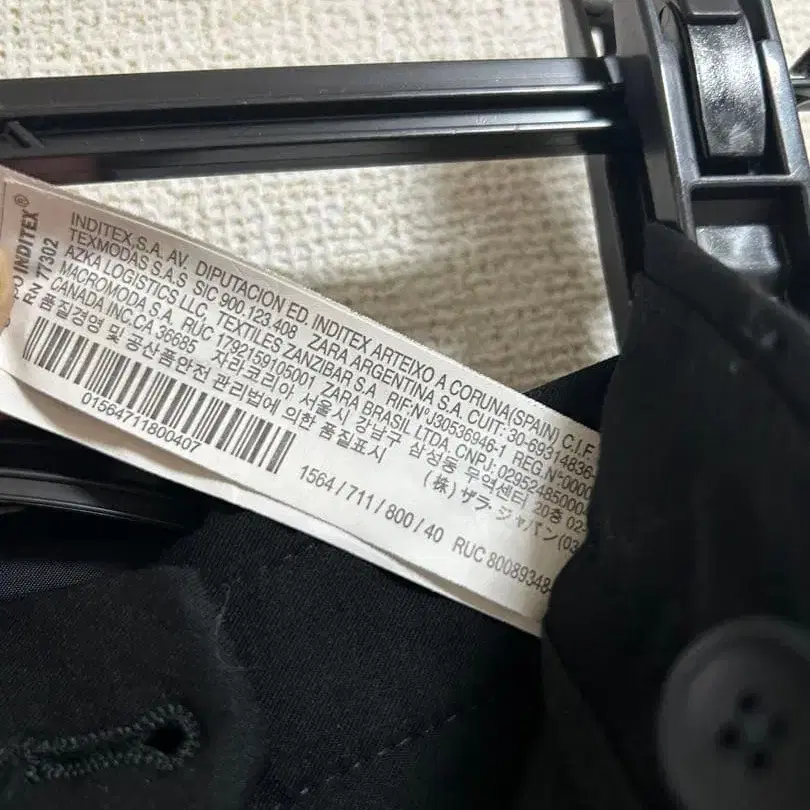 INDITEX®
RN 77302
INDITEX,S.A. AV. DIPUTACION ED. INDITEX ARTEIXO A CORUNA(SPAIN) C.I.F
TEXMODAS S.A.S SIC 900.123.408 ZARA ARGENTINA S.A. CUIT: 30-69314836-
AZKA LOGISTICS LLC, TEXTILES ZANZIBAR S.A. RIF:N°J30536946-1 REG.N°
MACROMODA S.A. RUC 1792159105001 ZARA BRASIL LTDA, CNPJ:
CANADA INC.CA 36685 자라코리아 서울시 강남구 삼성동 무역센터 20층 02-
품질경영 및 공산품안전 관리법에 의한 품질표시 (株) ザラ・ジャパン(03
01564711800407
1564/711/800/40 RUC